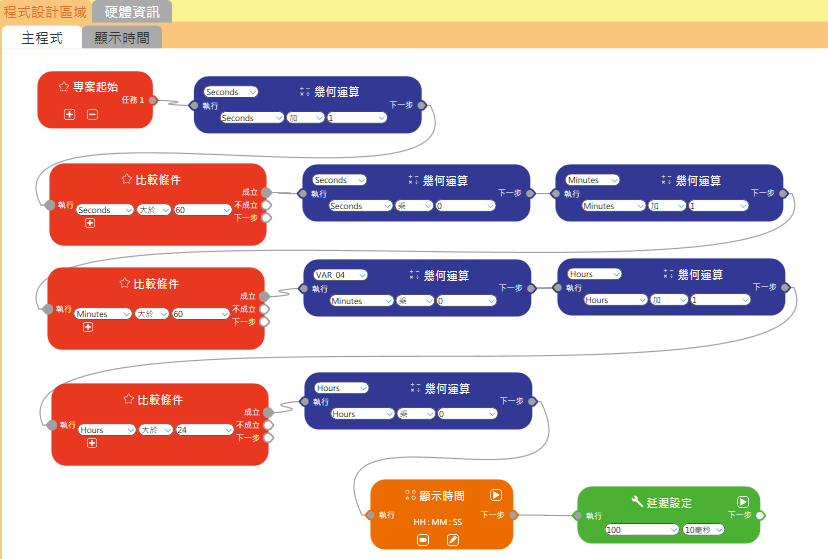 程式設計區域 硬體資訊
主程式 顯示時間
專案起始
任務 1
Seconds 幾何運算
執行 下一步
Seconds 加 1
比較條件
成立
執行 Seconds 大於 60 不成立
下一步
Seconds 幾何運算
執行 下一步
Seconds 乘 0
Minutes 幾何運算
執行 下一步
Minutes 加 1
比較條件
成立
執行 Minutes 大於 60 不成立
下一步
VAR_04 幾何運算
執行 下一步
Minutes 乘 0
Hours 幾何運算
執行 下一步
Hours 加 1
比較條件
成立
執行 Hours 大於 24 不成立
下一步
Hours 幾何運算
執行 下一步
Hours 乘 0
顯示時間
執行 下一步
HH : MM : SS
延遲設定
執行 下一步
100 10毫秒